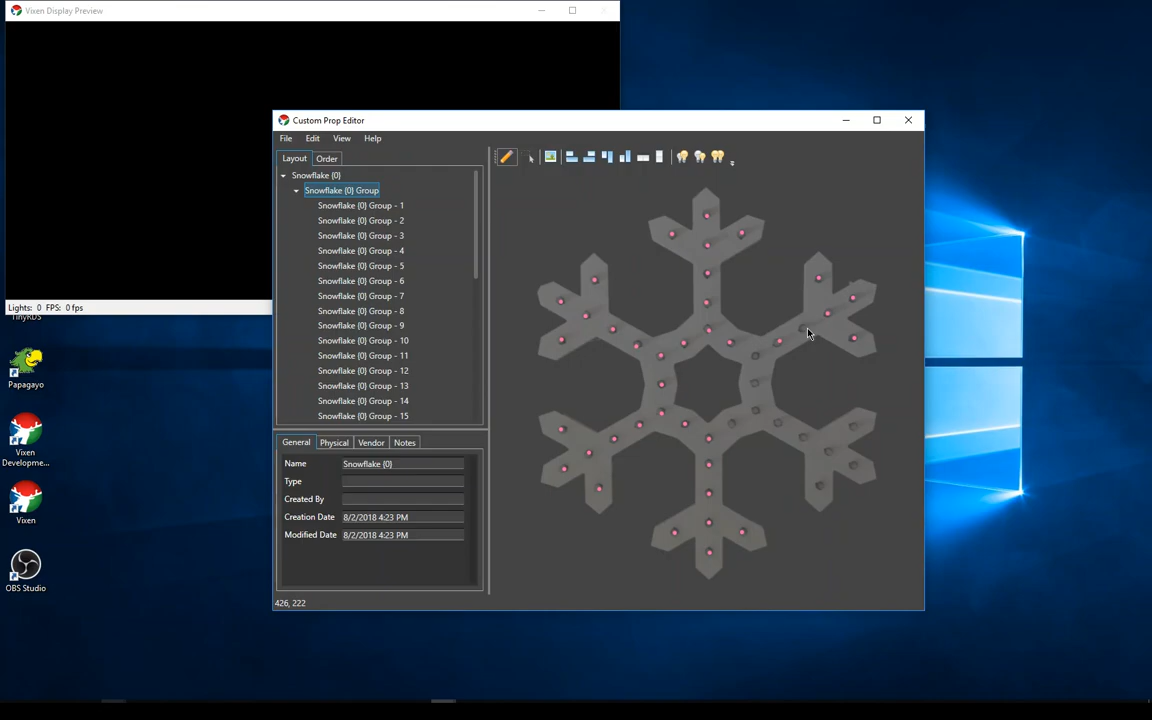 Vixen Display Preview
Custom Prop Editor
File Edit View Help
Layout Order
Snowflake {0}
Snowflake {0} Group
Snowflake {0} Group - 1
Snowflake {0} Group - 2
Snowflake {0} Group - 3
Snowflake {0} Group - 4
Snowflake {0} Group - 5
Snowflake {0} Group - 6
Snowflake {0} Group - 7
Snowflake {0} Group - 8
Snowflake {0} Group - 9
Snowflake {0} Group - 10
Snowflake {0} Group - 11
Snowflake {0} Group - 12
Snowflake {0} Group - 13
Snowflake {0} Group - 14
Snowflake {0} Group - 15
Lights: 0 FPS: 0 fps
TinyRDS
Papagayo
Vixen
Developme...
Vixen
OBS Studio
General Physical Vendor Notes
Name Snowflake {0}
Type
Created By
Creation Date 8/2/2018 4:23 PM
Modified Date 8/2/2018 4:23 PM
426, 222